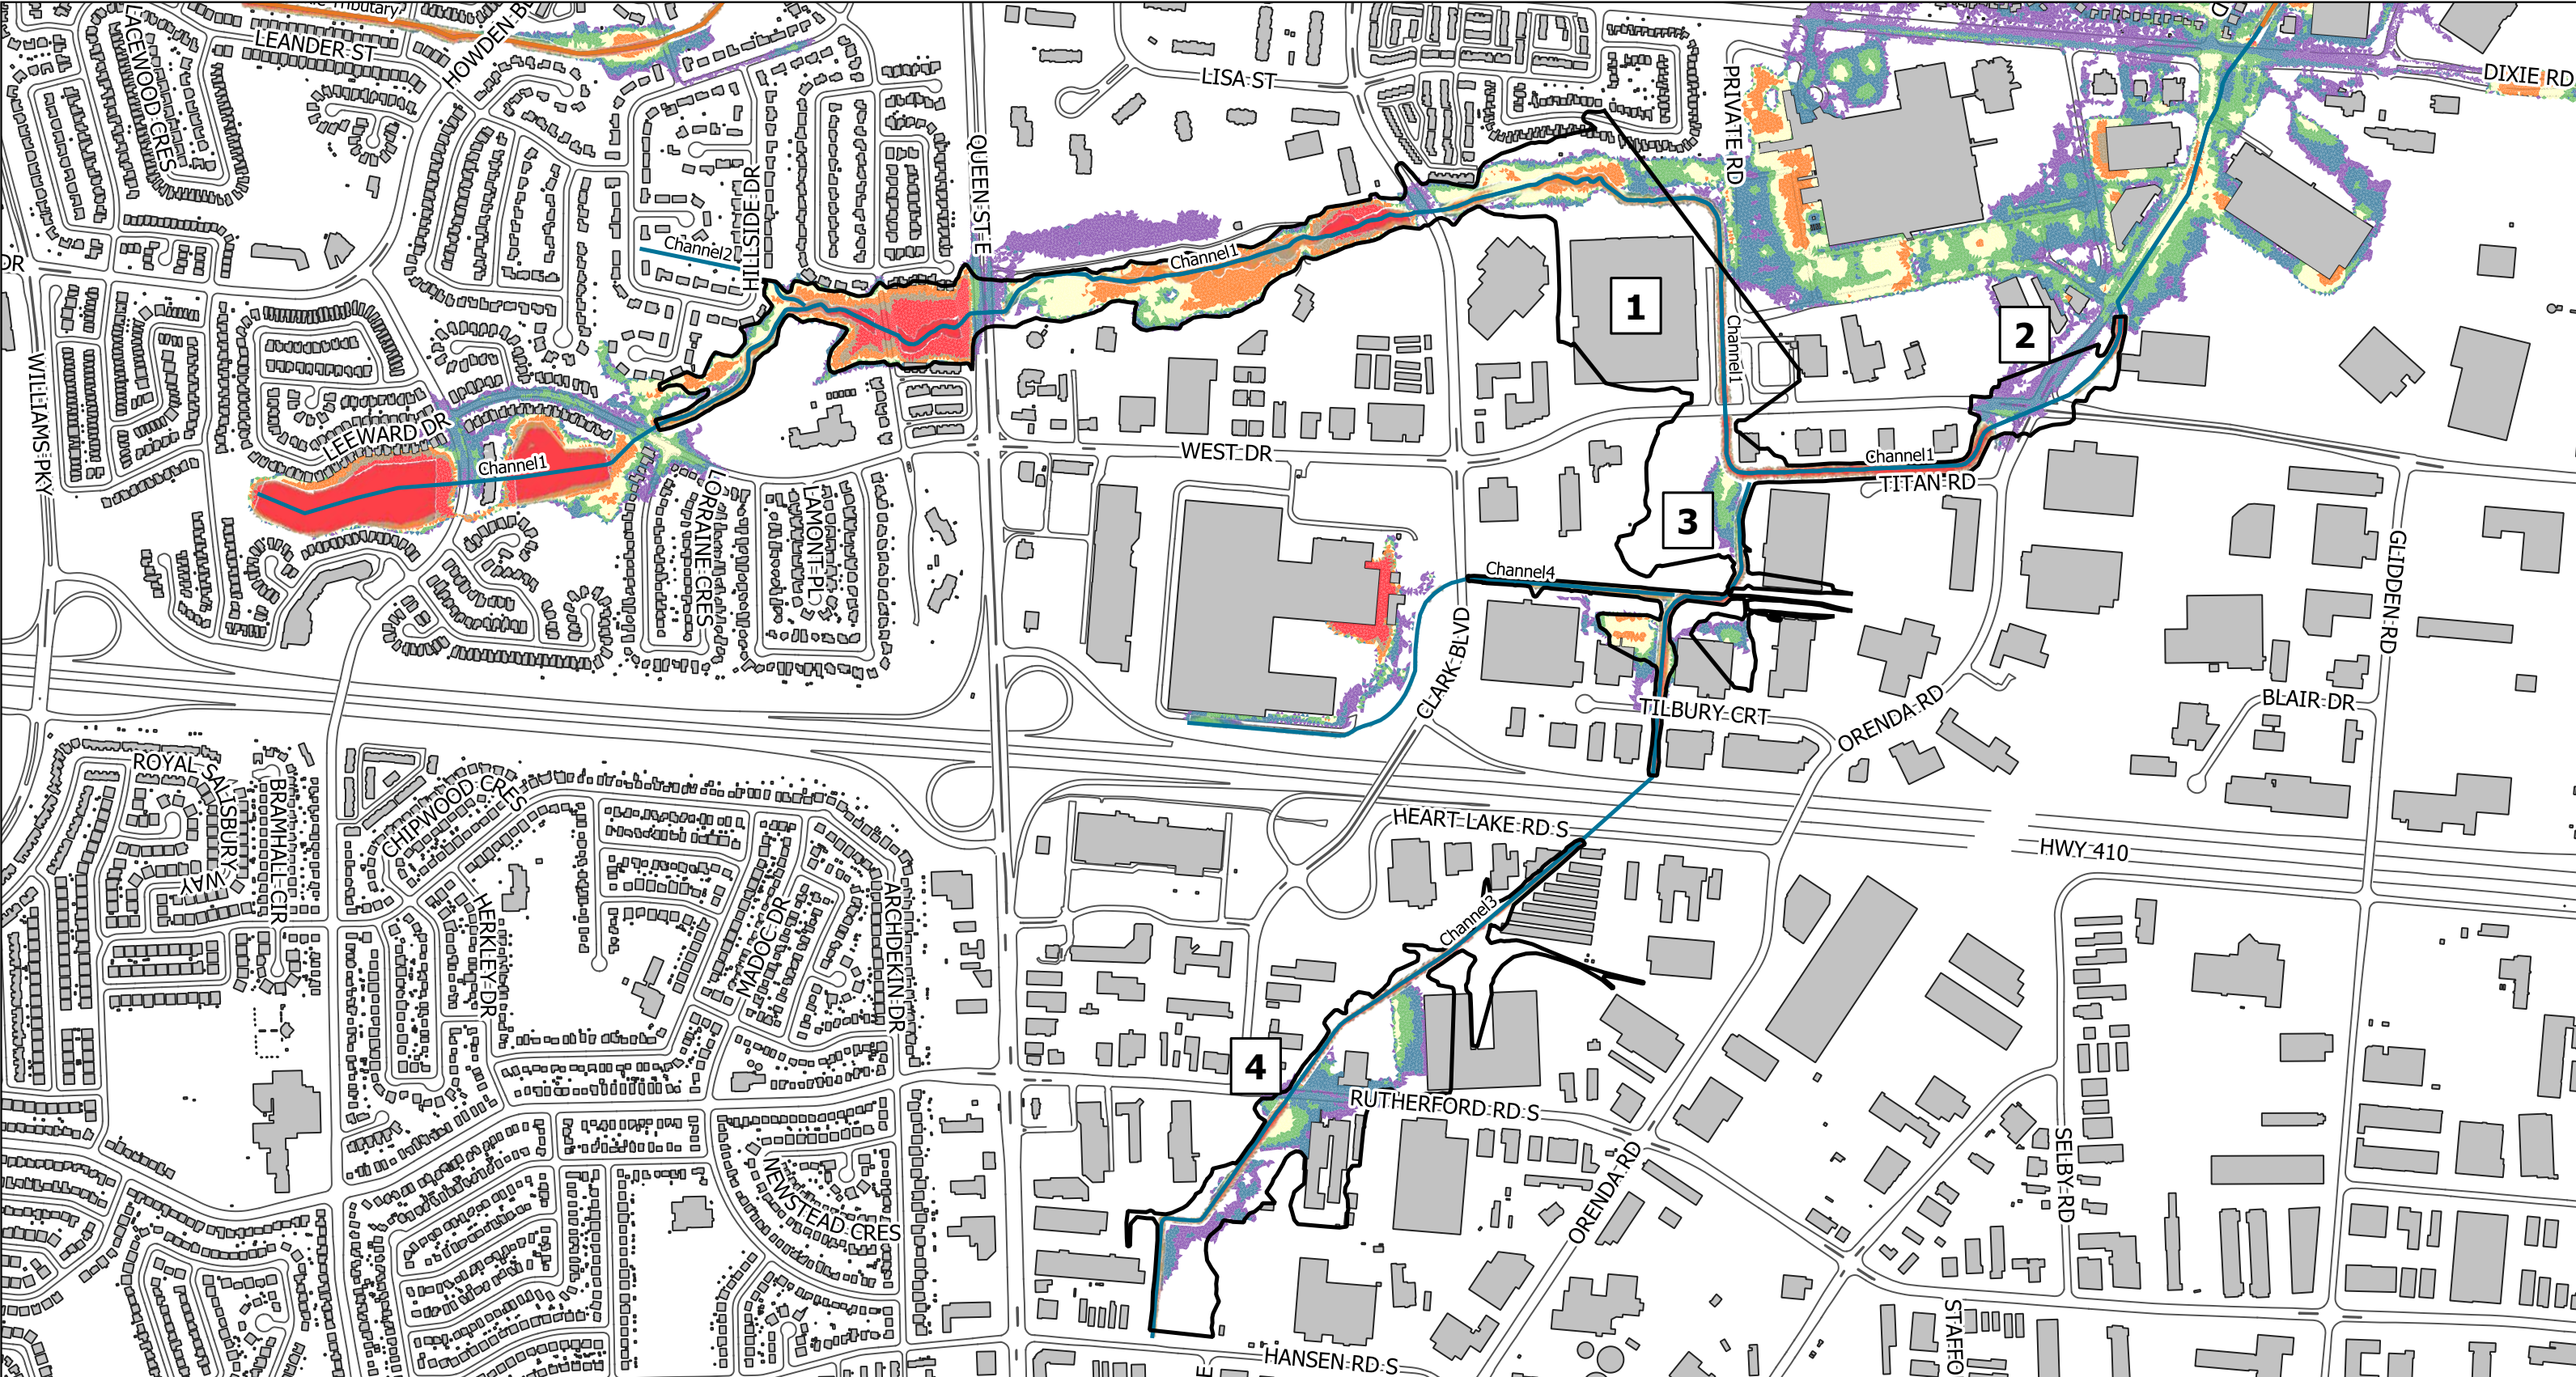 Tributary
HOWDEN-B
LEANDER ST
LACEWOOD CRES
LISA ST
PRIVATE RD
DIXIE RD
D
QUEEN ST E
HILLSIDE DR
Channel2
Channel1
DR
1
2
Channel1
WILLIAMS PKY
LEEWARD DR
Channel1
WEST DR
Channel1
TITAN RD
LORRAINE CRES
LAMONT PL
3
GLIDDEN RD
Channel4
CLARK BLVD
TILBURY CRT
ORENDA RD
BLAIR DR
ROYAL SALISBURY WAY
BRAMHALL CIR
CHIPWOOD CRES
HEART LAKE RD S
HWY 410
HERKLEY DR
MADOC DR
ARCHDEKIN DR
Channel3
4
RUTHERFORD RD S
ORENDA RD
SELBY RD
NEWSTEAD CRES
STAFFO
HANSEN RD S
E